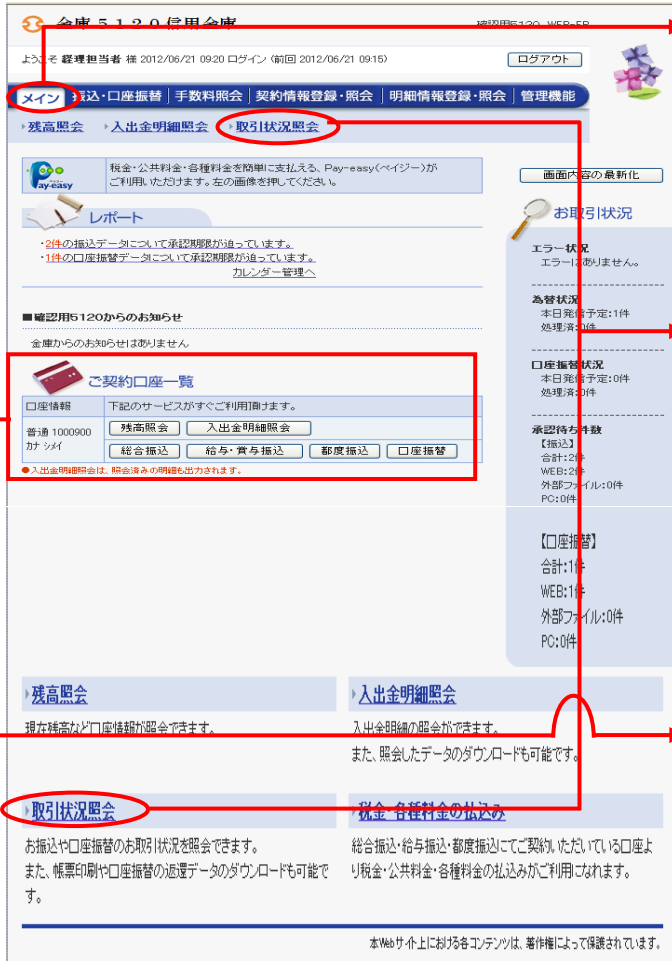 金庫５１２０信用金庫
確認用5120 WEB-FB
ようこそ 経理担当者 様 2012/06/21 09:20 ログイン (前回 2012/06/21 09:15)
ログアウト
メイン 振込・口座振替 手数料照会 契約情報登録・照会 明細情報登録・照会 管理機能
残高照会 入出金明細照会 取引状況照会
Pay-easy
税金・公共料金・各種料金を簡単に支払える、Pay-easy(ペイジー)が
ご利用いただけます。左の画像を押してください。
画面内容の最新化
レポート
・2件の振込データについて承認期限が迫っています。
・1件の口座振替データについて承認期限が迫っています。
カレンダー管理へ
■確認用5120からのお知らせ
金庫からのお知らせはありません
ご契約口座一覧
口座情報 下記のサービスがすぐご利用頂けます。
普通 1000900
カナ シメイ
残高照会 入出金明細照会
総合振込 給与・賞与振込 都度振込 口座振替
●入出金明細照会は、照会済みの明細も出力されます。
お取引状況
エラー状況
エラーはありません。
為替状況
本日発信予定:1件
処理済:0件
口座振替状況
本日発信予定:0件
処理済:0件
承認待ち件数
【振込】
合計:2件
WEB:2件
外部ファイル:0件
PC:0件
【口座振替】
合計:1件
WEB:1件
外部ファイル:0件
PC:0件
残高照会
現在残高など口座情報が照会できます。
入出金明細照会
入出金明細の照会ができます。
また、照会したデータのダウンロードも可能です。
取引状況照会
お振込や口座振替のお取引状況を照会できます。
また、帳票印刷や口座振替の返還データのダウンロードも可能で
す。
税金・各種料金の払込み
総合振込・給与振込・都度振込にてご契約いただいている口座よ
り税金・公共料金・各種料金の払込みがご利用になれます。
本Webサイト上における各コンテンツは、著作権によって保護されています。